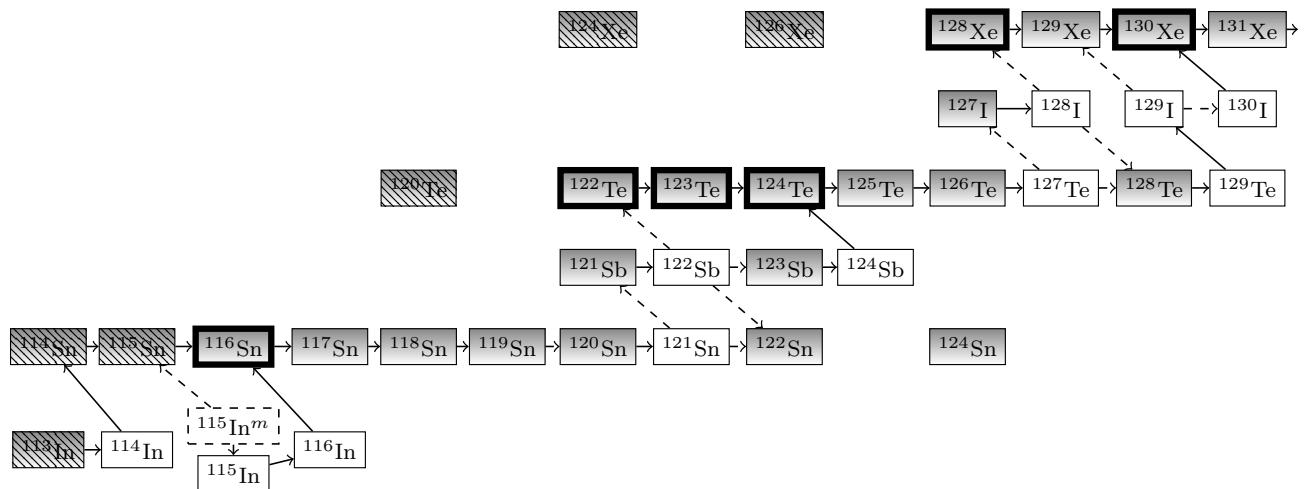 ¹²⁴Xe ¹²⁶Xe ¹²⁸Xe ¹²⁹Xe ¹³⁰Xe ¹³¹Xe
¹²⁷I ¹²⁸I ¹²⁹I ¹³⁰I
¹²⁰Te ¹²²Te ¹²³Te ¹²⁴Te ¹²⁵Te ¹²⁶Te ¹²⁷Te ¹²⁸Te ¹²⁹Te
¹²¹Sb ¹²²Sb ¹²³Sb ¹²⁴Sb
¹¹⁴Sn ¹¹⁵Sn ¹¹⁶Sn ¹¹⁷Sn ¹¹⁸Sn ¹¹⁹Sn ¹²⁰Sn ¹²¹Sn ¹²²Sn ¹²⁴Sn
¹¹⁵Inᵐ
¹¹³In ¹¹⁴In ¹¹⁶In
¹¹⁵In